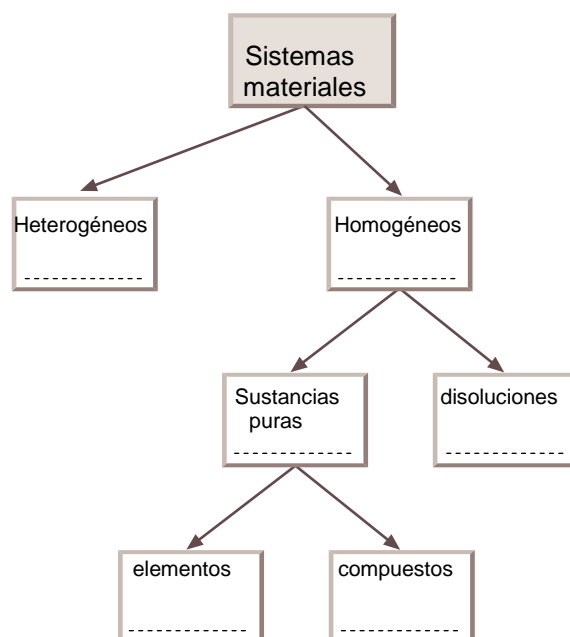 Sistemas
materiales
Heterogéneos
-------------
Homogéneos
-------------
Sustancias
puras
-------------
disoluciones
-------------
elementos
-------------
compuestos
-------------